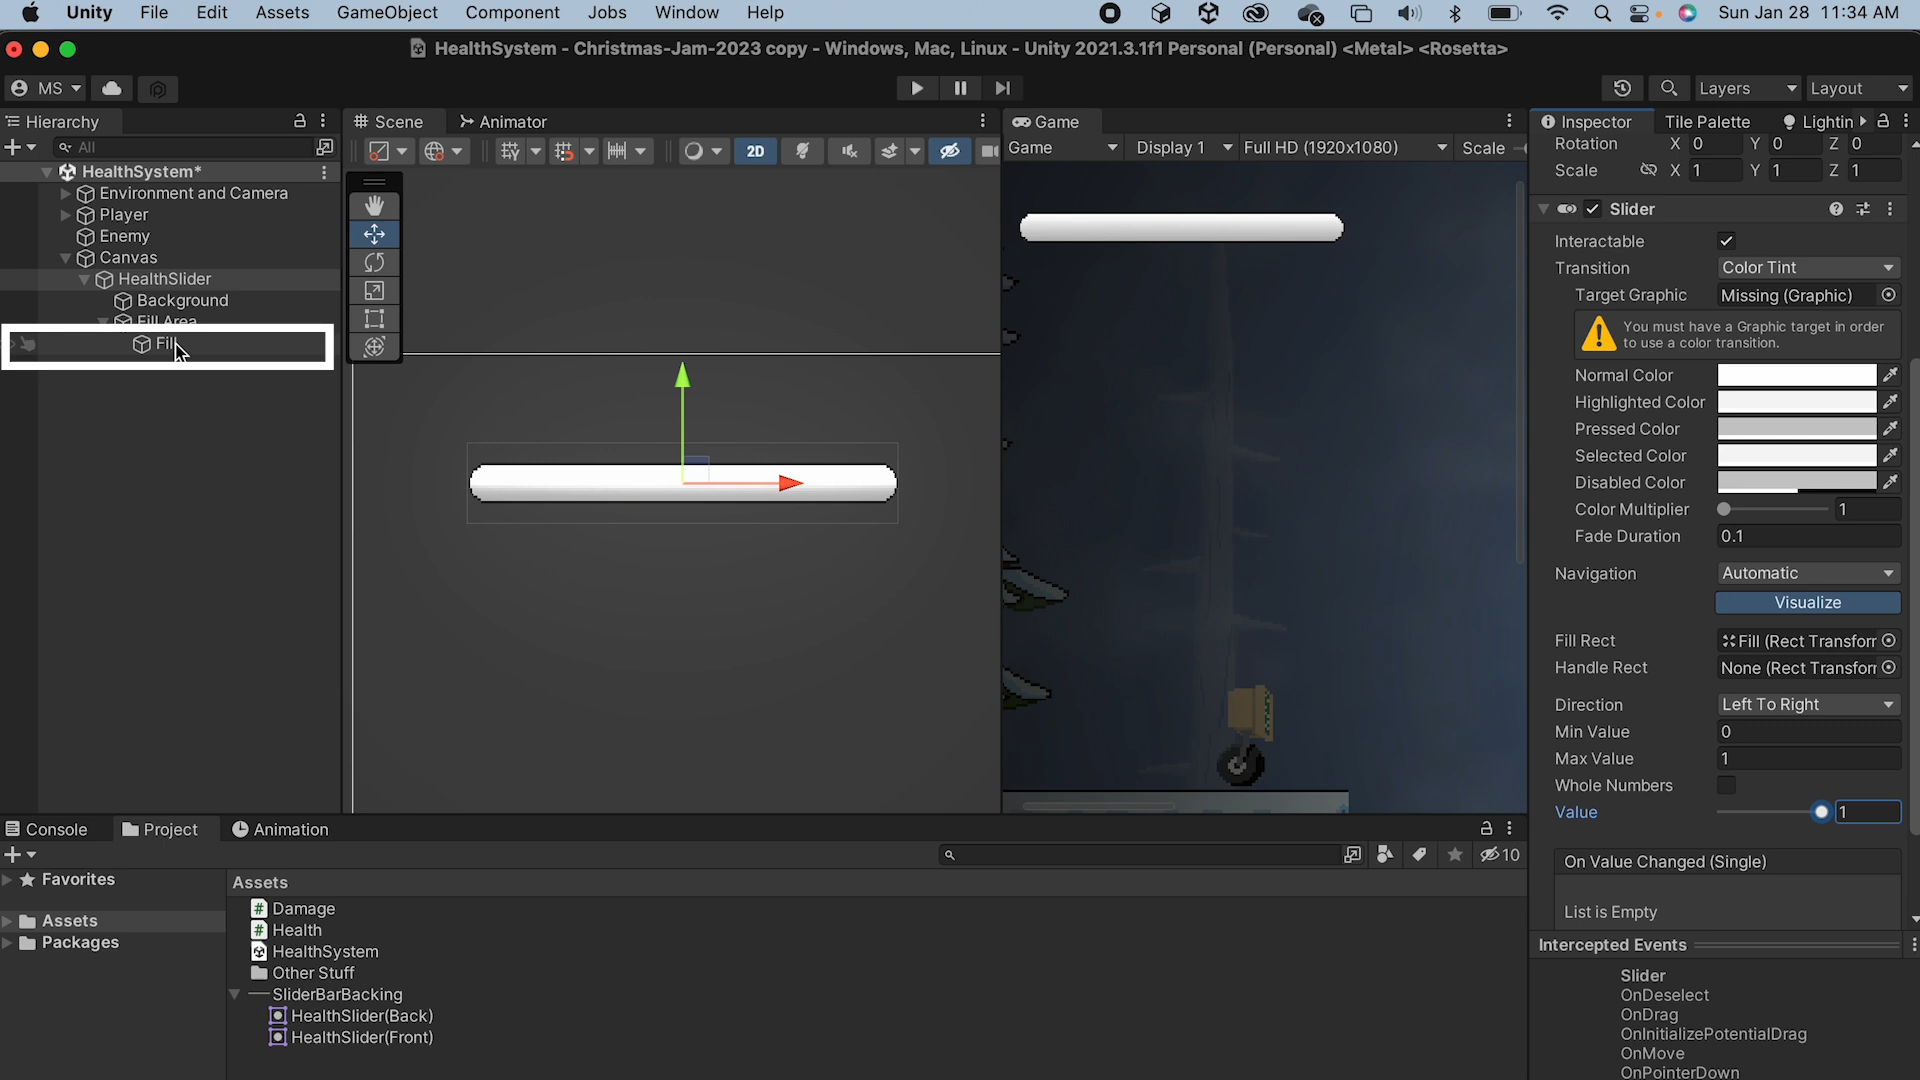 Unity File Edit Assets GameObject Component Jobs Window Help Sun Jan 28 11:34 AM
HealthSystem - Christmas-Jam-2023 copy - Windows, Mac, Linux - Unity 2021.3.1f1 Personal (Personal) <Metal> <Rosetta>
MS Layers Layout
Hierarchy
All
HealthSystem*
Environment and Camera
Player
Enemy
Canvas
HealthSlider
Background
Fill Area
Fill
Scene Animator
2D
Game
Game Display 1 Full HD (1920x1080) Scale
Inspector Tile Palette Lightin
Rotation X 0 Y 0 Z 0
Scale X 1 Y 1 Z 1
Slider
Interactable
Transition Color Tint
Target Graphic Missing (Graphic)
You must have a Graphic target in order
to use a color transition.
Normal Color
Highlighted Color
Pressed Color
Selected Color
Disabled Color
Color Multiplier 1
Fade Duration 0.1
Navigation Automatic
Visualize
Fill Rect Fill (Rect Transform
Handle Rect None (Rect Transform
Direction Left To Right
Min Value 0
Max Value 1
Whole Numbers
Value 1
On Value Changed (Single)
List is Empty
Intercepted Events
Slider
OnDeselect
OnDrag
OnInitializePotentialDrag
OnMove
OnPointerDown
Console Project Animation
10
Favorites
Assets
Packages
Assets
Damage
Health
HealthSystem
Other Stuff
SliderBarBacking
HealthSlider(Back)
HealthSlider(Front)